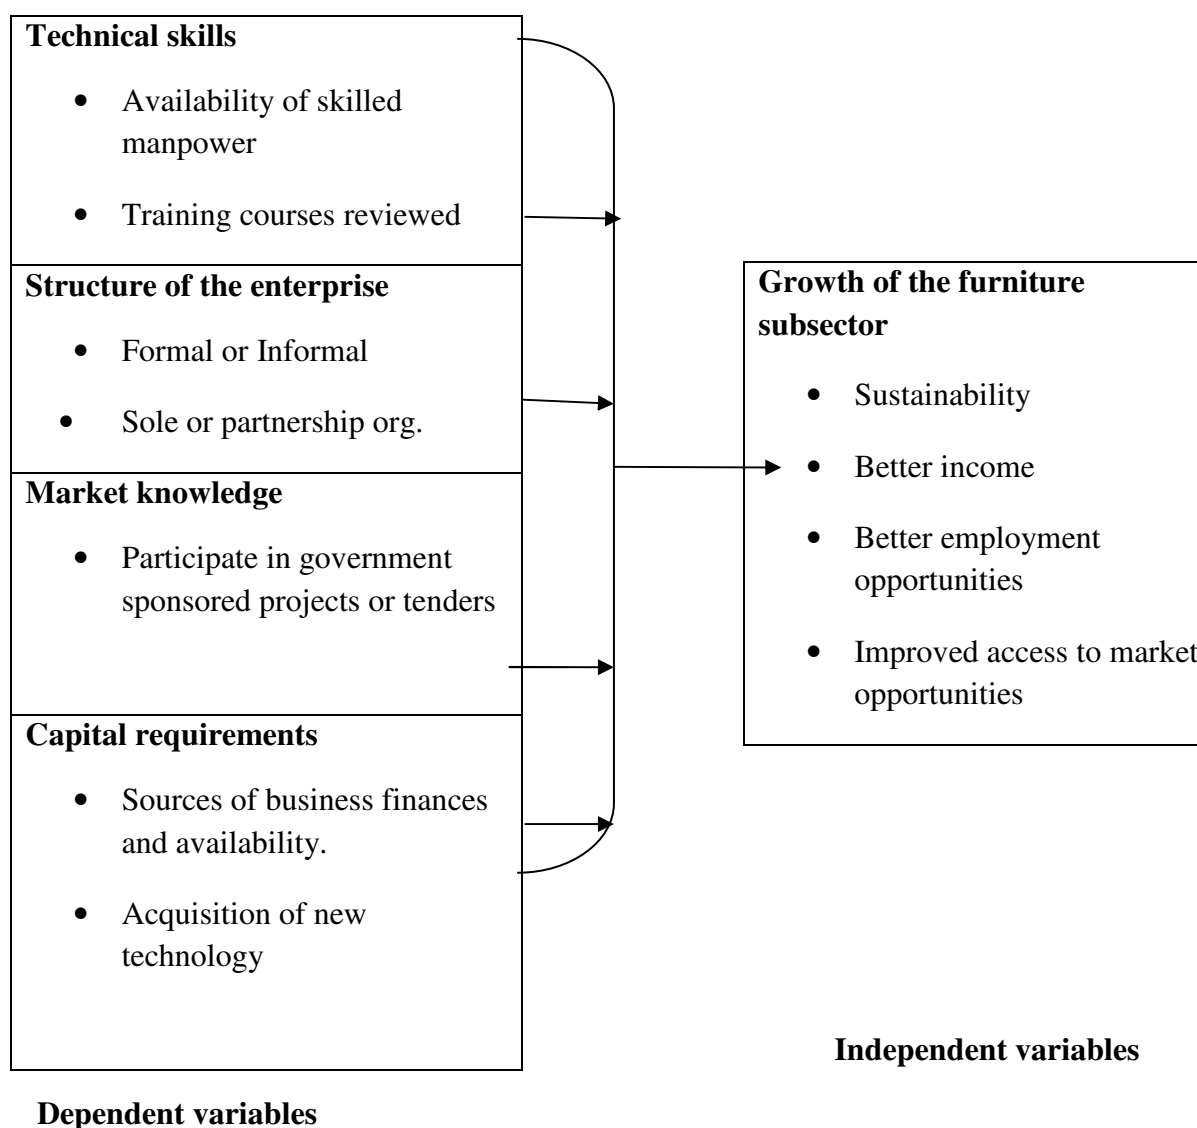 Technical skills
• Availability of skilled
manpower
• Training courses reviewed
Structure of the enterprise
• Formal or Informal
• Sole or partnership org.
Market knowledge
• Participate in government
sponsored projects or tenders
Capital requirements
• Sources of business finances
and availability.
• Acquisition of new
technology
Dependent variables
Growth of the furniture
subsector
• Sustainability
• Better income
• Better employment
opportunities
• Improved access to market
opportunities
Independent variables